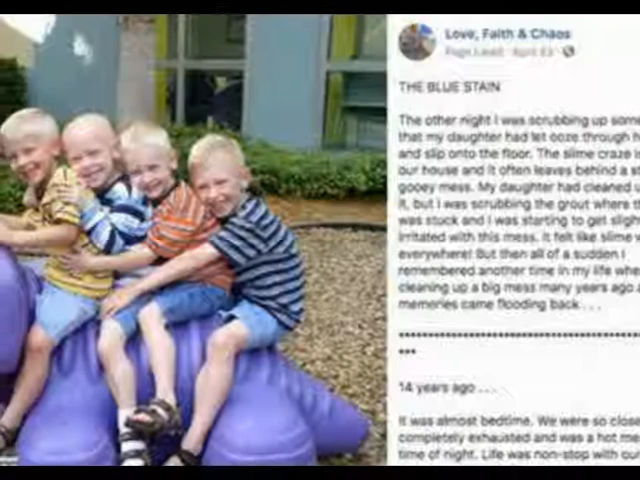 Love, Faith & Chaos
THE BLUE STAIN
The other night I was scrubbing up some
that my daughter had let ooze through
and slip onto the floor. The slime craze
our house and it often leaves behind a
gooey mess. My daughter had cleaned
it, but I was scrubbing the grout where
was stuck and I was starting to get
irritated with this mess. It felt like slime
everywhere! But then all of a sudden I
remembered another time in my life
cleaning up a big mess many years ago
memories came flooding back . . .
***
14 years ago . . .
It was almost bedtime. We were so close
completely exhausted and was a hot
time of night. Life was non-stop with